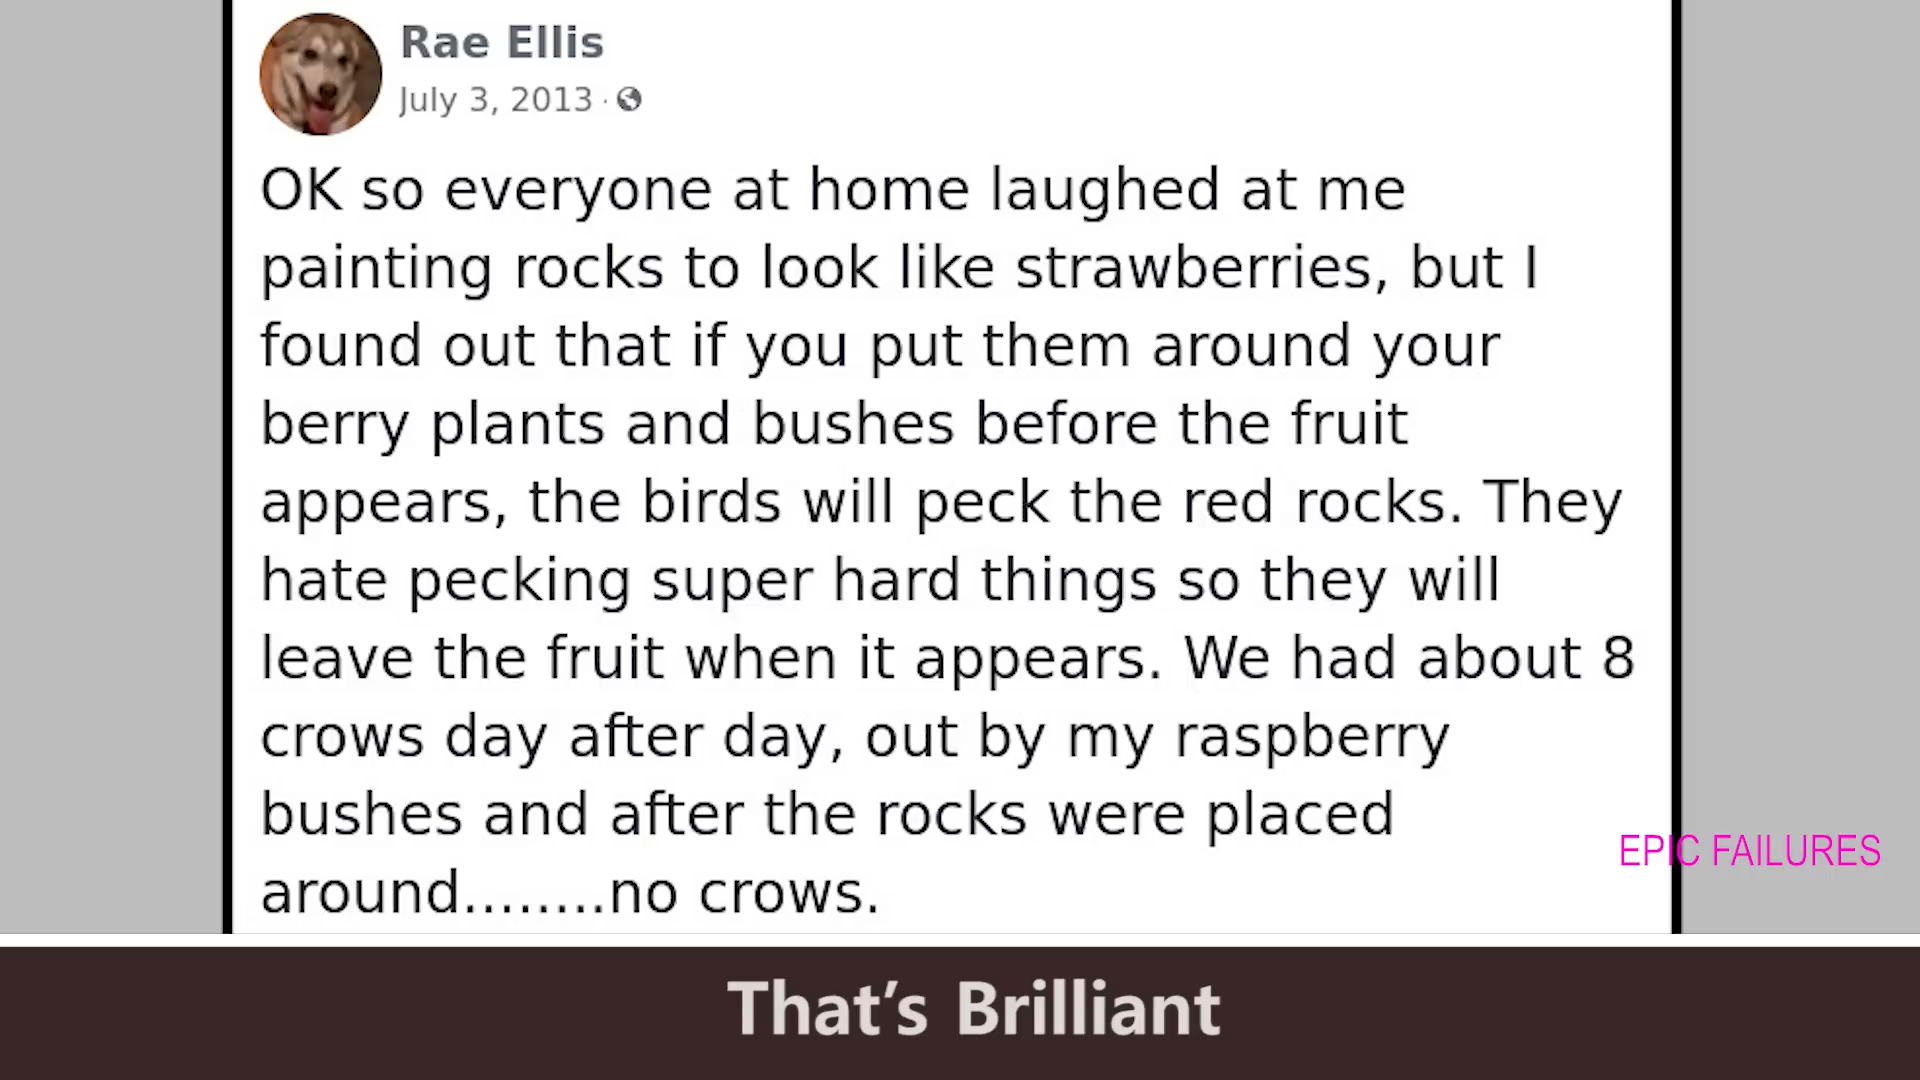 Rae Ellis
July 3, 2013 ·
OK so everyone at home laughed at me
painting rocks to look like strawberries, but I
found out that if you put them around your
berry plants and bushes before the fruit
appears, the birds will peck the red rocks. They
hate pecking super hard things so they will
leave the fruit when it appears. We had about 8
crows day after day, out by my raspberry
bushes and after the rocks were placed
around........no crows.
EPIC FAILURES
That’s Brilliant